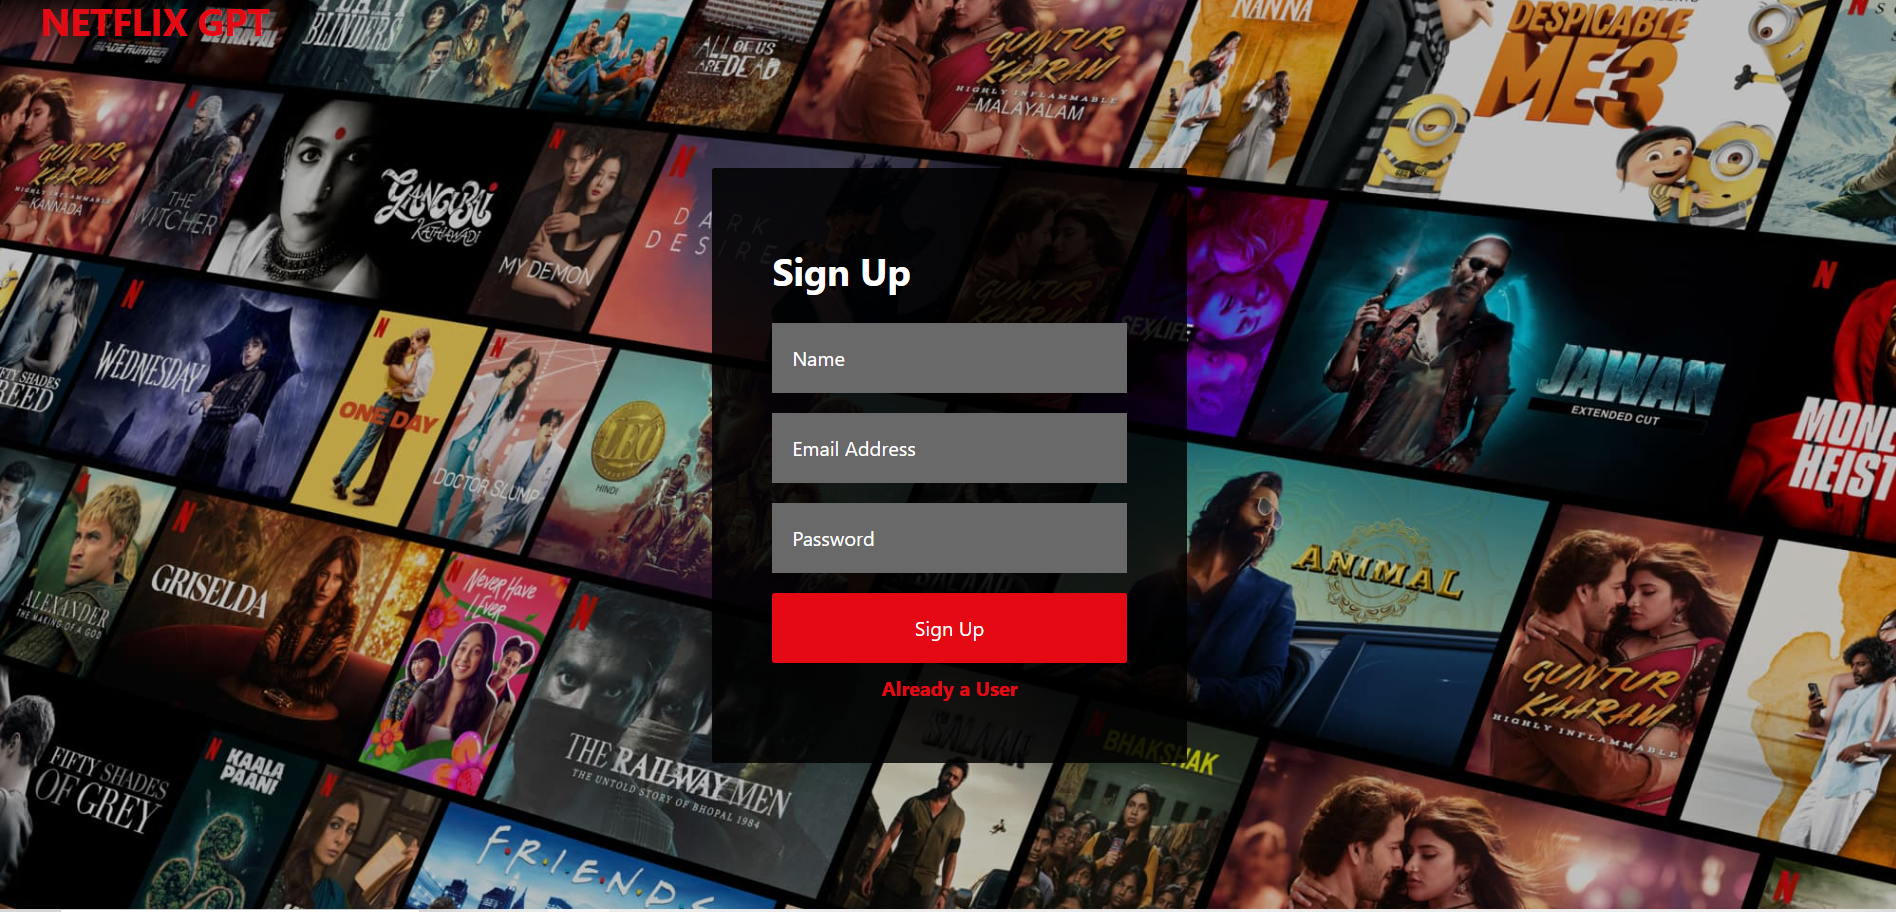 NETFLIX GPT
BLADE RUNNER
2049
BETRAYAL
BLINDERS
ALL OF US
ARE DEAD
GUNTUR
KAARAM
HIGHLY INFLAMMABLE
MALAYALAM
NANNA
DESPICABLE
ME3
N
GUNTUR
KAARAM
HIGHLY INFLAMMABLE
KANNADA
THE
WITCHER
GANGUBAI
KATHIAWADI
N
MY DEMON
N
DARK
DESIRE
SEX/LIFE
JAWAN
EXTENDED CUT
N
MONEY
HEIST
Sign Up
Name
Email Address
Password
Sign Up
Already a User
FIFTY SHADES
FREED
N
WEDNESDAY
N
ONE DAY
N
DOCTOR SLUMP
LEO
HINDI
ANIMAL
GUNTUR
KAARAM
HIGHLY INFLAMMABLE
N
ALEXANDER
THE MAKING OF A GOD
N
GRISELDA
N
Never Have
I Ever
N
THE RAILWAY MEN
THE UNTOLD STORY OF BHOPAL 1984
SALAAR
BHAKSHAK
FIFTY SHADES
OF GREY
N
KAALA
PAANI
N
F.R.I.E.N.D.S
N